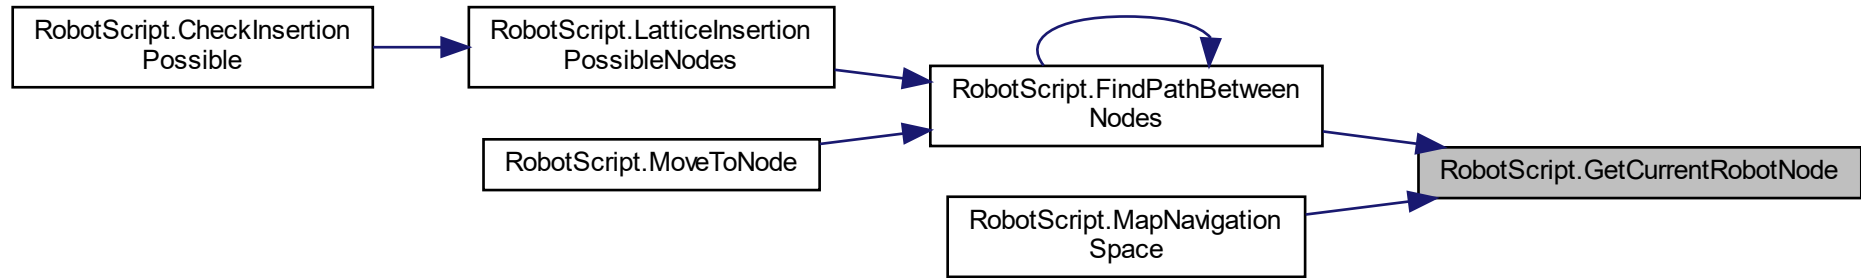 RobotScript.CheckInsertion
Possible
RobotScript.LatticeInsertion
PossibleNodes
RobotScript.MoveToNode
RobotScript.FindPathBetween
Nodes
RobotScript.MapNavigation
Space
RobotScript.GetCurrentRobotNode